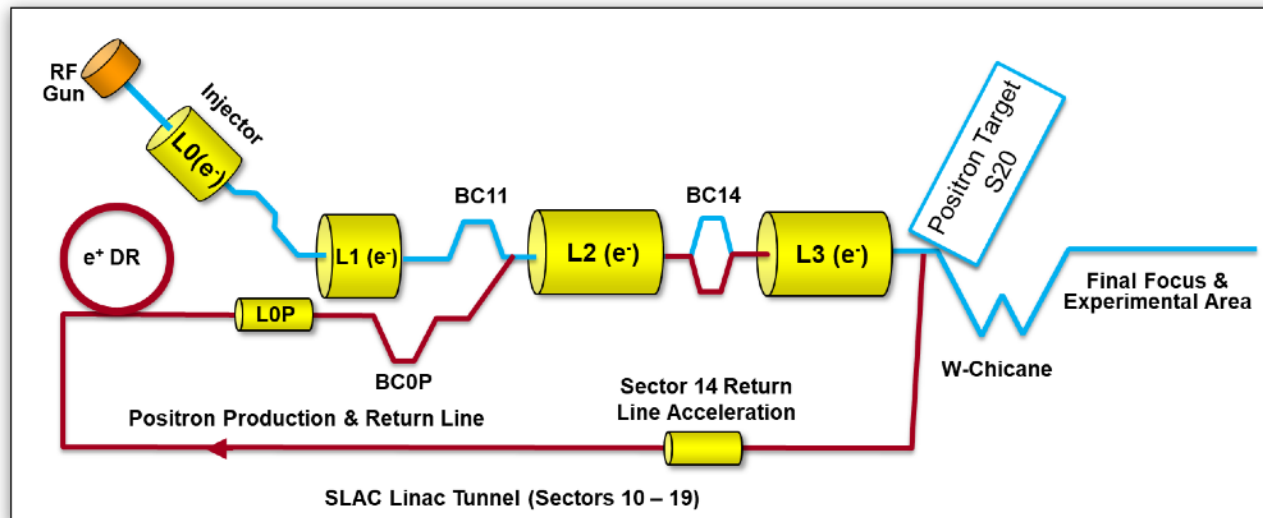 RF
Gun
Injector
L0(e-)
e+ DR
L1 (e-)
BC11
L2 (e-)
BC14
L3 (e-)
Positron Target
S20
L0P
BC0P
Final Focus &
Experimental Area
W-Chicane
Sector 14 Return
Line Acceleration
Positron Production & Return Line
SLAC Linac Tunnel (Sectors 10 – 19)